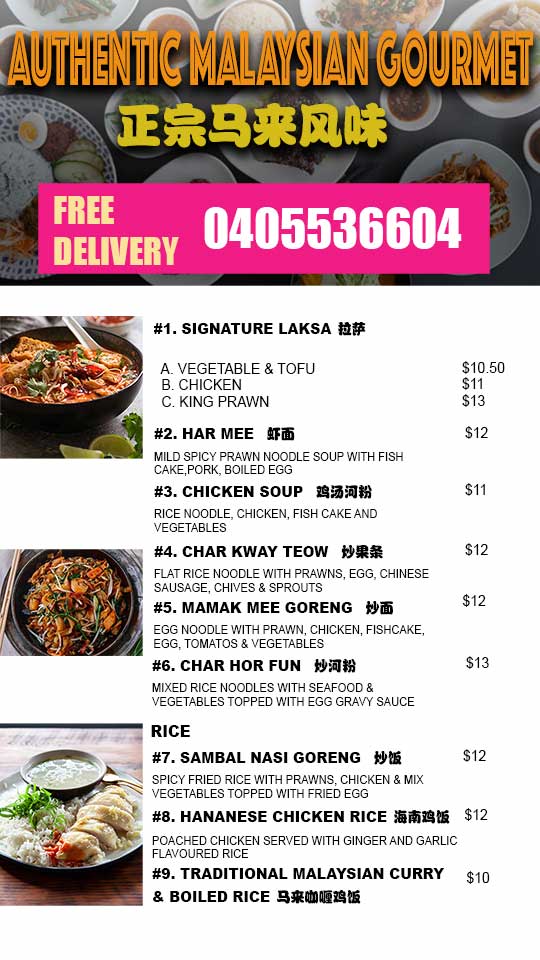 AUTHENTIC MALAYSIAN GOURMET
正宗马来风味
FREE
DELIVERY
0405536604
#1. SIGNATURE LAKSA 拉萨
A. VEGETABLE & TOFU $10.50
B. CHICKEN $11
C. KING PRAWN $13
#2. HAR MEE 虾面 $12
MILD SPICY PRAWN NOODLE SOUP WITH FISH
CAKE,PORK, BOILED EGG
#3. CHICKEN SOUP 鸡汤河粉 $11
RICE NOODLE, CHICKEN, FISH CAKE AND
VEGETABLES
#4. CHAR KWAY TEOW 炒果条 $12
FLAT RICE NOODLE WITH PRAWNS, EGG, CHINESE
SAUSAGE, CHIVES & SPROUTS
#5. MAMAK MEE GORENG 炒面 $12
EGG NOODLE WITH PRAWN, CHICKEN, FISHCAKE,
EGG, TOMATOS & VEGETABLES
#6. CHAR HOR FUN 炒河粉 $13
MIXED RICE NOODLES WITH SEAFOOD &
VEGETABLES TOPPED WITH EGG GRAVY SAUCE
RICE
#7. SAMBAL NASI GORENG 炒饭 $12
SPICY FRIED RICE WITH PRAWNS, CHICKEN & MIX
VEGETABLES TOPPED WITH FRIED EGG
#8. HANANESE CHICKEN RICE 海南鸡饭 $12
POACHED CHICKEN SERVED WITH GINGER AND GARLIC
FLAVOURED RICE
#9. TRADITIONAL MALAYSIAN CURRY $10
& BOILED RICE 马来咖喱鸡饭